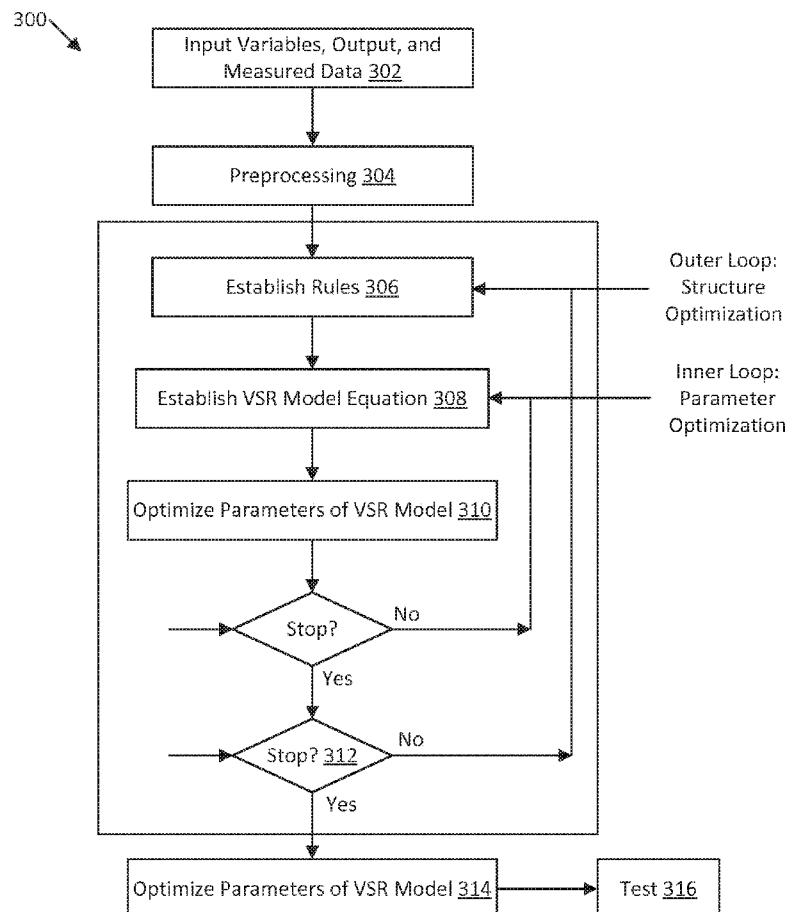 300
Input Variables, Output, and
Measured Data 302
Preprocessing 304
Establish Rules 306
Outer Loop:
Structure
Optimization
Establish VSR Model Equation 308
Inner Loop:
Parameter
Optimization
Optimize Parameters of VSR Model 310
Stop?
No
Yes
Stop? 312
No
Yes
Optimize Parameters of VSR Model 314
Test 316